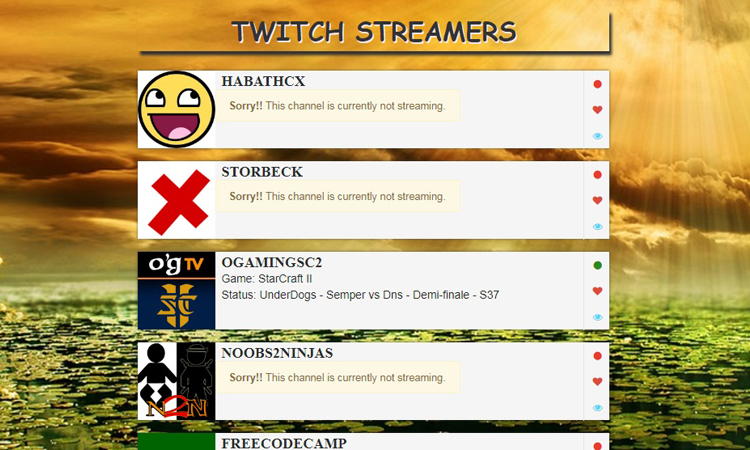 TWITCH STREAMERS
HABATHCX
Sorry!! This channel is currently not streaming.
STORBECK
Sorry!! This channel is currently not streaming.
o'g TV
OGAMINGSC2
Game: StarCraft II
Status: UnderDogs - Semper vs Dns - Demi-finale - S37
NOOBS2NINJAS
Sorry!! This channel is currently not streaming.
N2N
FREECODECAMP